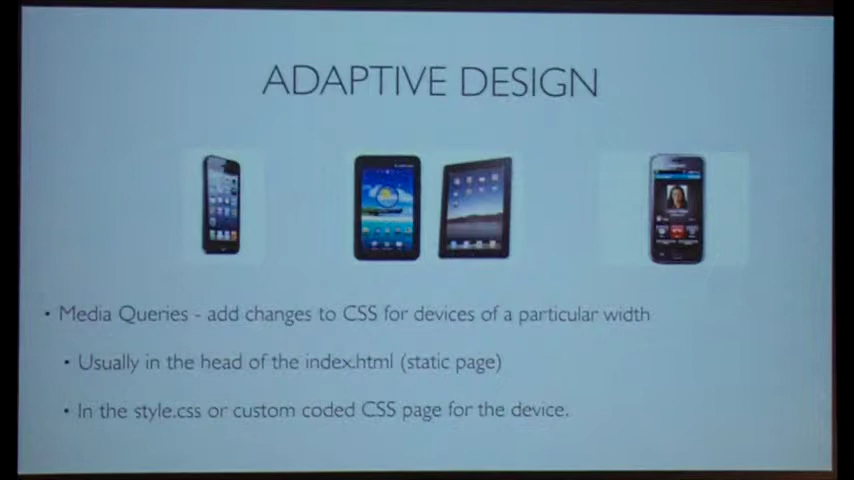 ADAPTIVE DESIGN
• Media Queries - add changes to CSS for devices of a particular width
• Usually in the head of the index.html (static page)
• In the style.css or custom coded CSS page for the device.